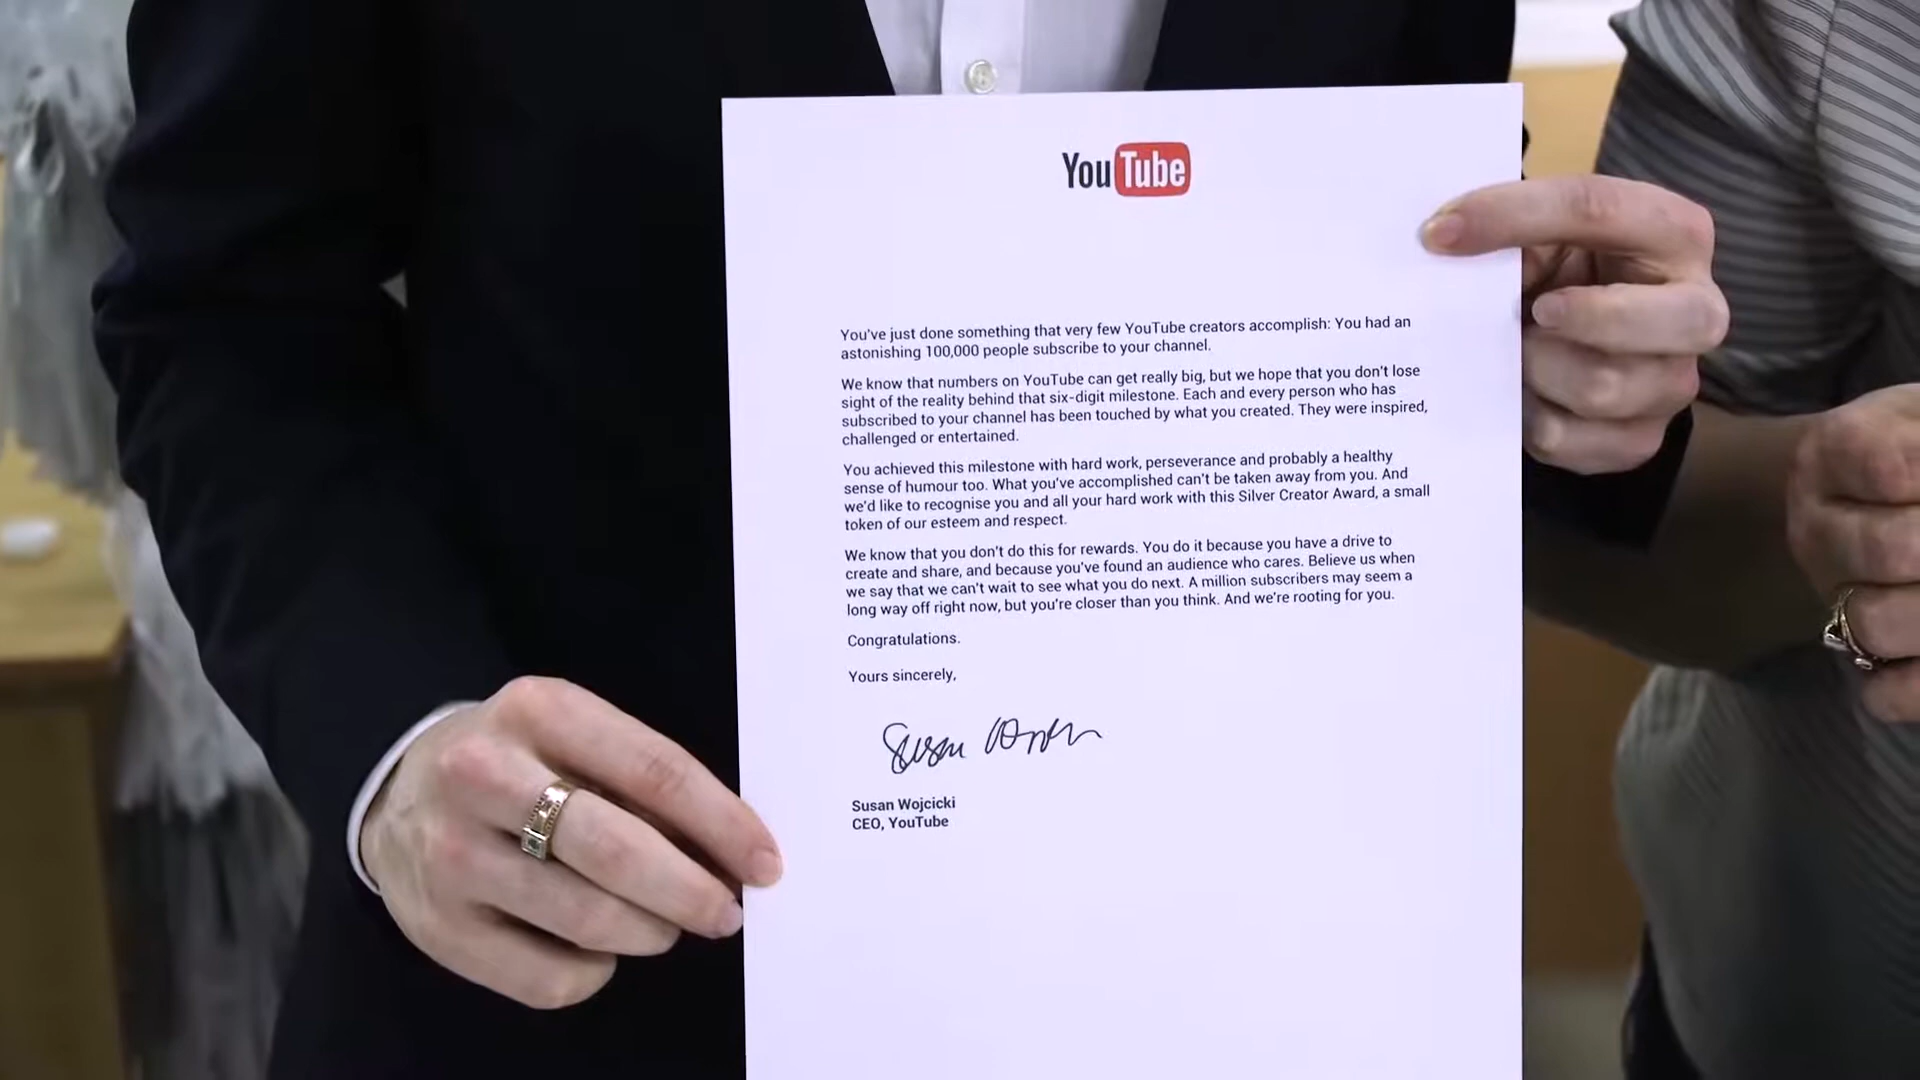 YouTube
You've just done something that very few YouTube creators accomplish: You had an
astonishing 100,000 people subscribe to your channel.
We know that numbers on YouTube can get really big, but we hope that you don't lose
sight of the reality behind that six-digit milestone. Each and every person who has
subscribed to your channel has been touched by what you created. They were inspired,
challenged or entertained.
You achieved this milestone with hard work, perseverance and probably a healthy
sense of humour too. What you've accomplished can't be taken away from you. And
we'd like to recognise you and all your hard work with this Silver Creator Award, a small
token of our esteem and respect.
We know that you don't do this for rewards. You do it because you have a drive to
create and share, and because you've found an audience who cares. Believe us when
we say that we can't wait to see what you do next. A million subscribers may seem a
long way off right now, but you're closer than you think. And we're rooting for you.
Congratulations.
Yours sincerely,
Susan Wojcicki
Susan Wojcicki
CEO, YouTube